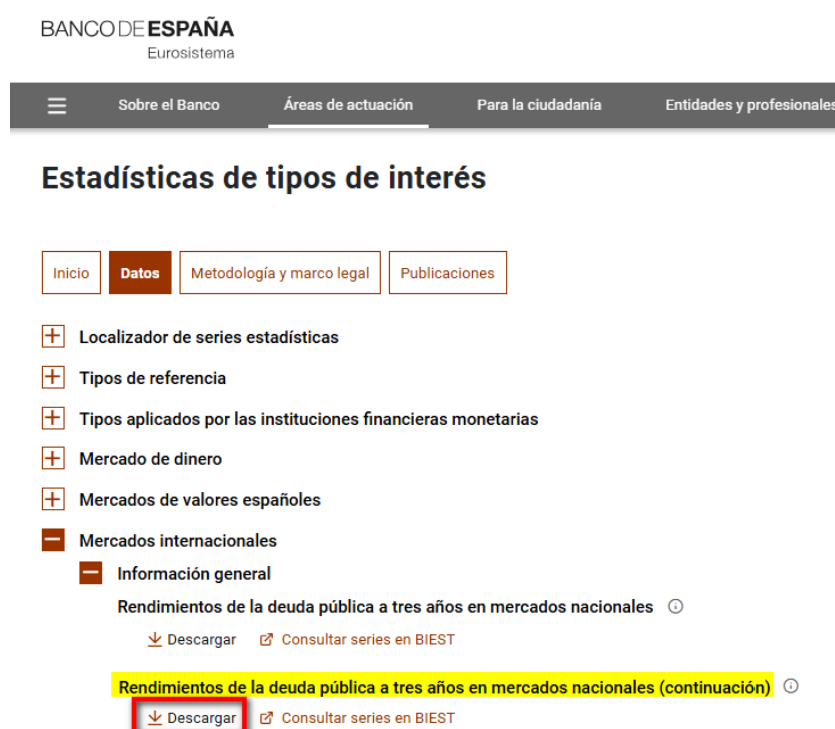 BANCO DE ESPAÑA
Eurosistema
Sobre el Banco Áreas de actuación Para la ciudadanía Entidades y profesionales
Estadísticas de tipos de interés
Inicio Datos Metodología y marco legal Publicaciones
Localizador de series estadísticas
Tipos de referencia
Tipos aplicados por las instituciones financieras monetarias
Mercado de dinero
Mercados de valores españoles
Mercados internacionales
Información general
Rendimientos de la deuda pública a tres años en mercados nacionales
Descargar Consultar series en BIEST
Rendimientos de la deuda pública a tres años en mercados nacionales (continuación)
Descargar Consultar series en BIEST